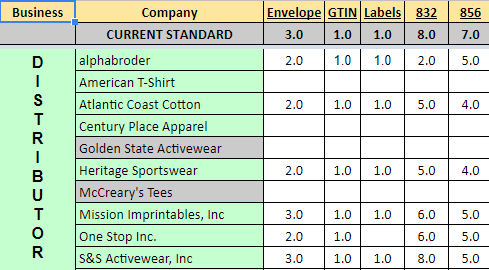 Business Company Envelope GTIN Labels 832 856
CURRENT STANDARD 3.0 1.0 1.0 8.0 7.0
DISTRIBUTOR
alphabroder 2.0 1.0 1.0 2.0 5.0
American T-Shirt
Atlantic Coast Cotton 2.0 1.0 1.0 5.0 4.0
Century Place Apparel
Golden State Activewear
Heritage Sportswear 2.0 1.0 1.0 5.0 4.0
McCreary's Tees
Mission Imprintables, Inc 3.0 1.0 1.0 6.0 5.0
One Stop Inc. 2.0 1.0 6.0 5.0
S&S Activewear, Inc 3.0 1.0 1.0 8.0 5.0